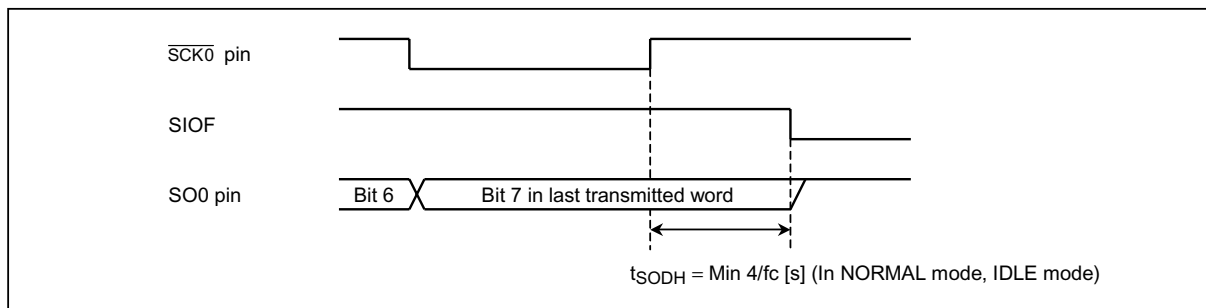 SCK0 pin
SIOF
SO0 pin
Bit 6
Bit 7 in last transmitted word
tSODH = Min 4/fc [s] (In NORMAL mode, IDLE mode)